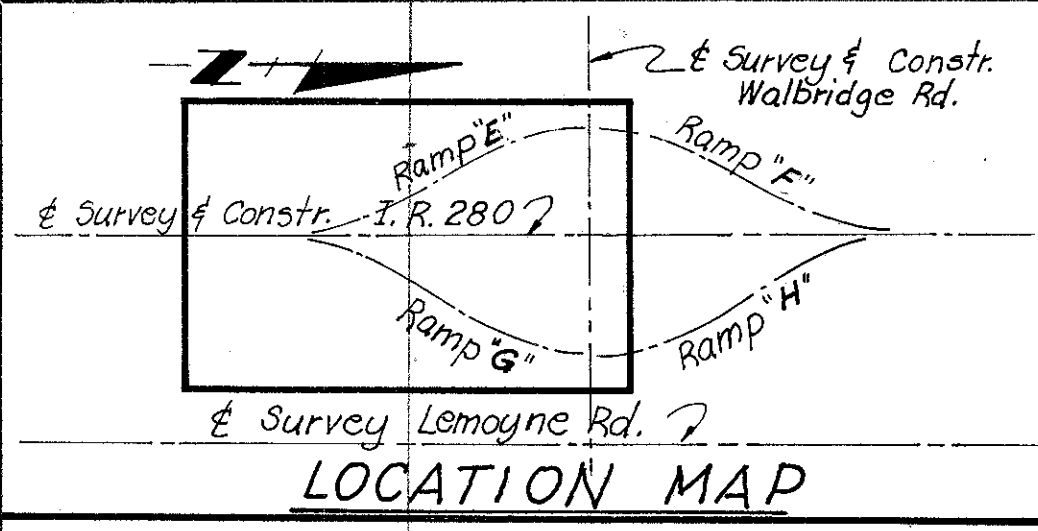 N
℄ Survey & Constr.
Walbridge Rd.
Ramp "E"
Ramp "F"
℄ Survey & Constr. I.R. 280
Ramp "G"
Ramp "H"
℄ Survey Lemoyne Rd.
LOCATION MAP